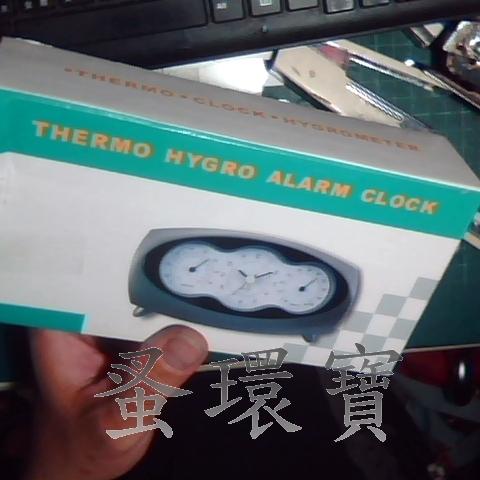 •THERMO•CLOCK•HYGROMETER
THERMO HYGRO ALARM CLOCK
蚤環寶